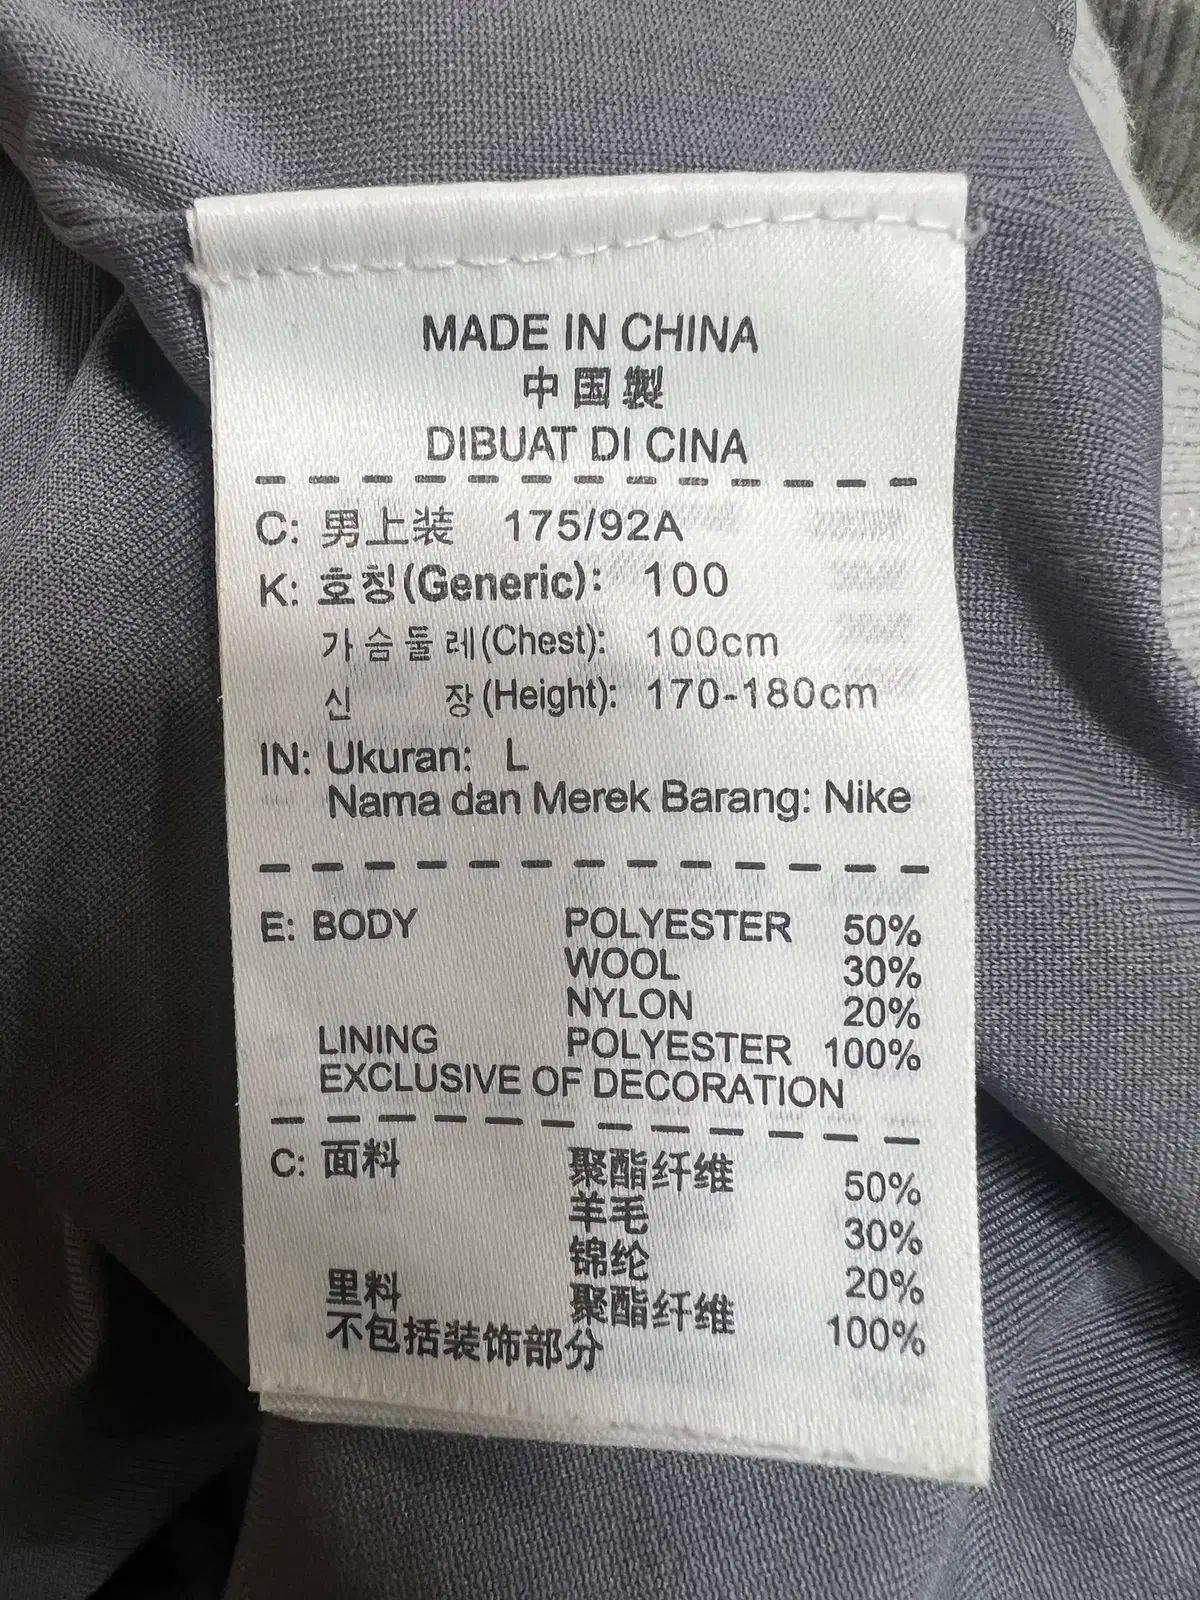 MADE IN CHINA
中国製
DIBUAT DI CINA
C: 男上装 175/92A
K: 호칭(Generic): 100
가슴둘레(Chest): 100cm
신 장(Height): 170-180cm
IN: Ukuran: L
Nama dan Merek Barang: Nike
E: BODY POLYESTER 50%
WOOL 30%
NYLON 20%
LINING POLYESTER 100%
EXCLUSIVE OF DECORATION
C: 面料 聚酯纤维 50%
羊毛 30%
锦纶 20%
里料 聚酯纤维 100%
不包括装饰部分